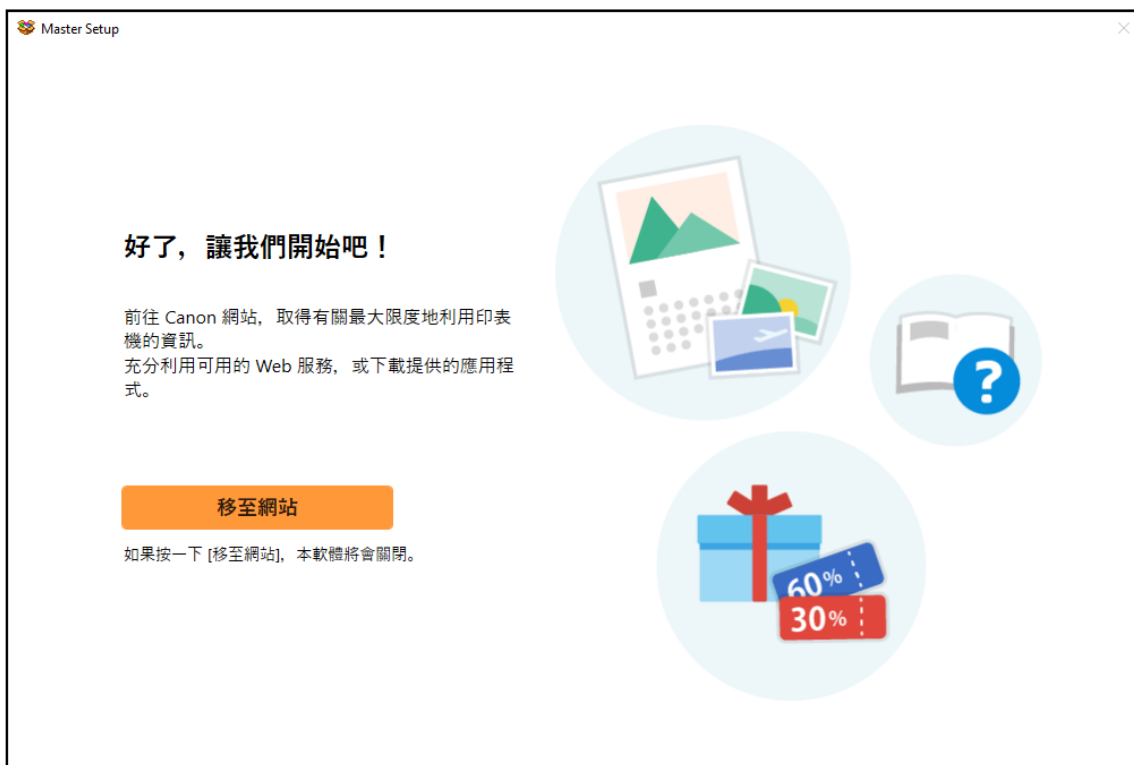 Master Setup
好了，讓我們開始吧！
前往 Canon 網站，取得有關最大限度地利用印表
機的資訊。
充分利用可用的 Web 服務，或下載提供的應用程
式。
移至網站
如果按一下 [移至網站]，本軟體將會關閉。
?
60%
30%